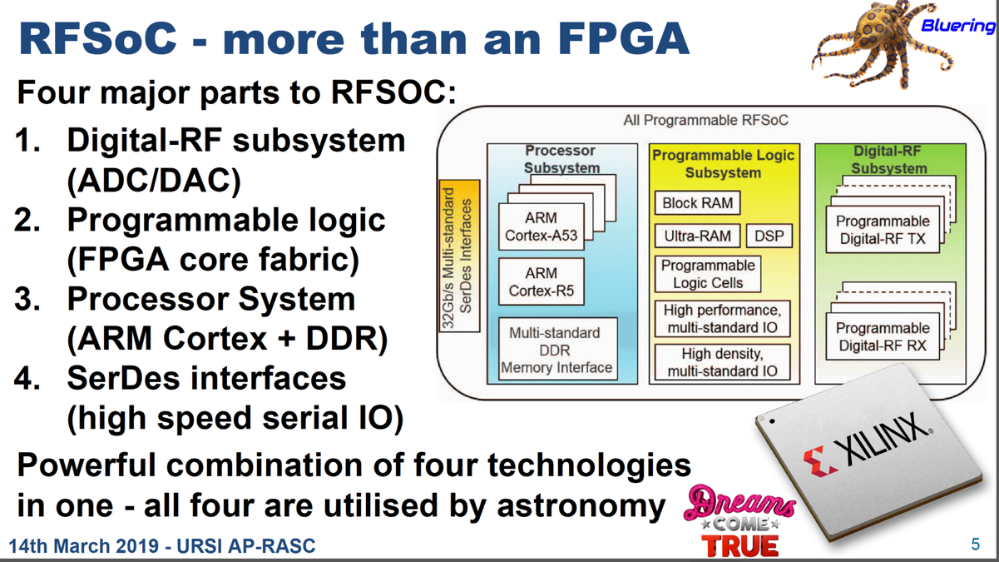 RFSoC - more than an FPGA
Bluering
Four major parts to RFSOC:
1. Digital-RF subsystem
(ADC/DAC)
2. Programmable logic
(FPGA core fabric)
3. Processor System
(ARM Cortex + DDR)
4. SerDes interfaces
(high speed serial IO)
Powerful combination of four technologies
in one - all four are utilised by astronomy
All Programmable RFSoC
32Gb/s Multi-standard
SerDes Interfaces
Processor
Subsystem
ARM
Cortex-A53
ARM
Cortex-R5
Multi-standard
DDR
Memory Interface
Programmable Logic
Subsystem
Block RAM
Ultra-RAM
DSP
Programmable
Logic Cells
High performance,
multi-standard IO
High density,
multi-standard IO
Digital-RF
Subsystem
Programmable
Digital-RF TX
Programmable
Digital-RF RX
XILINX®
Dreams
COME
TRUE
14th March 2019 - URSI AP-RASC
5